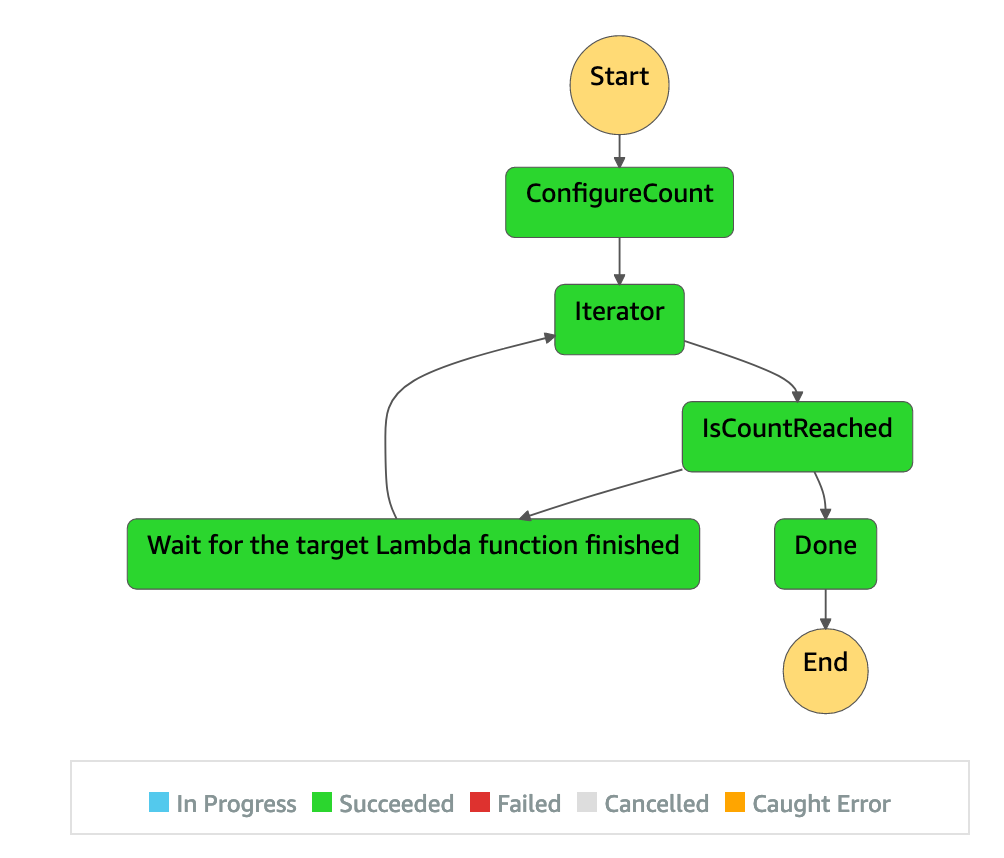 Start
ConfigureCount
Iterator
IsCountReached
Wait for the target Lambda function finished
Done
End
In Progress Succeeded Failed Cancelled Caught Error